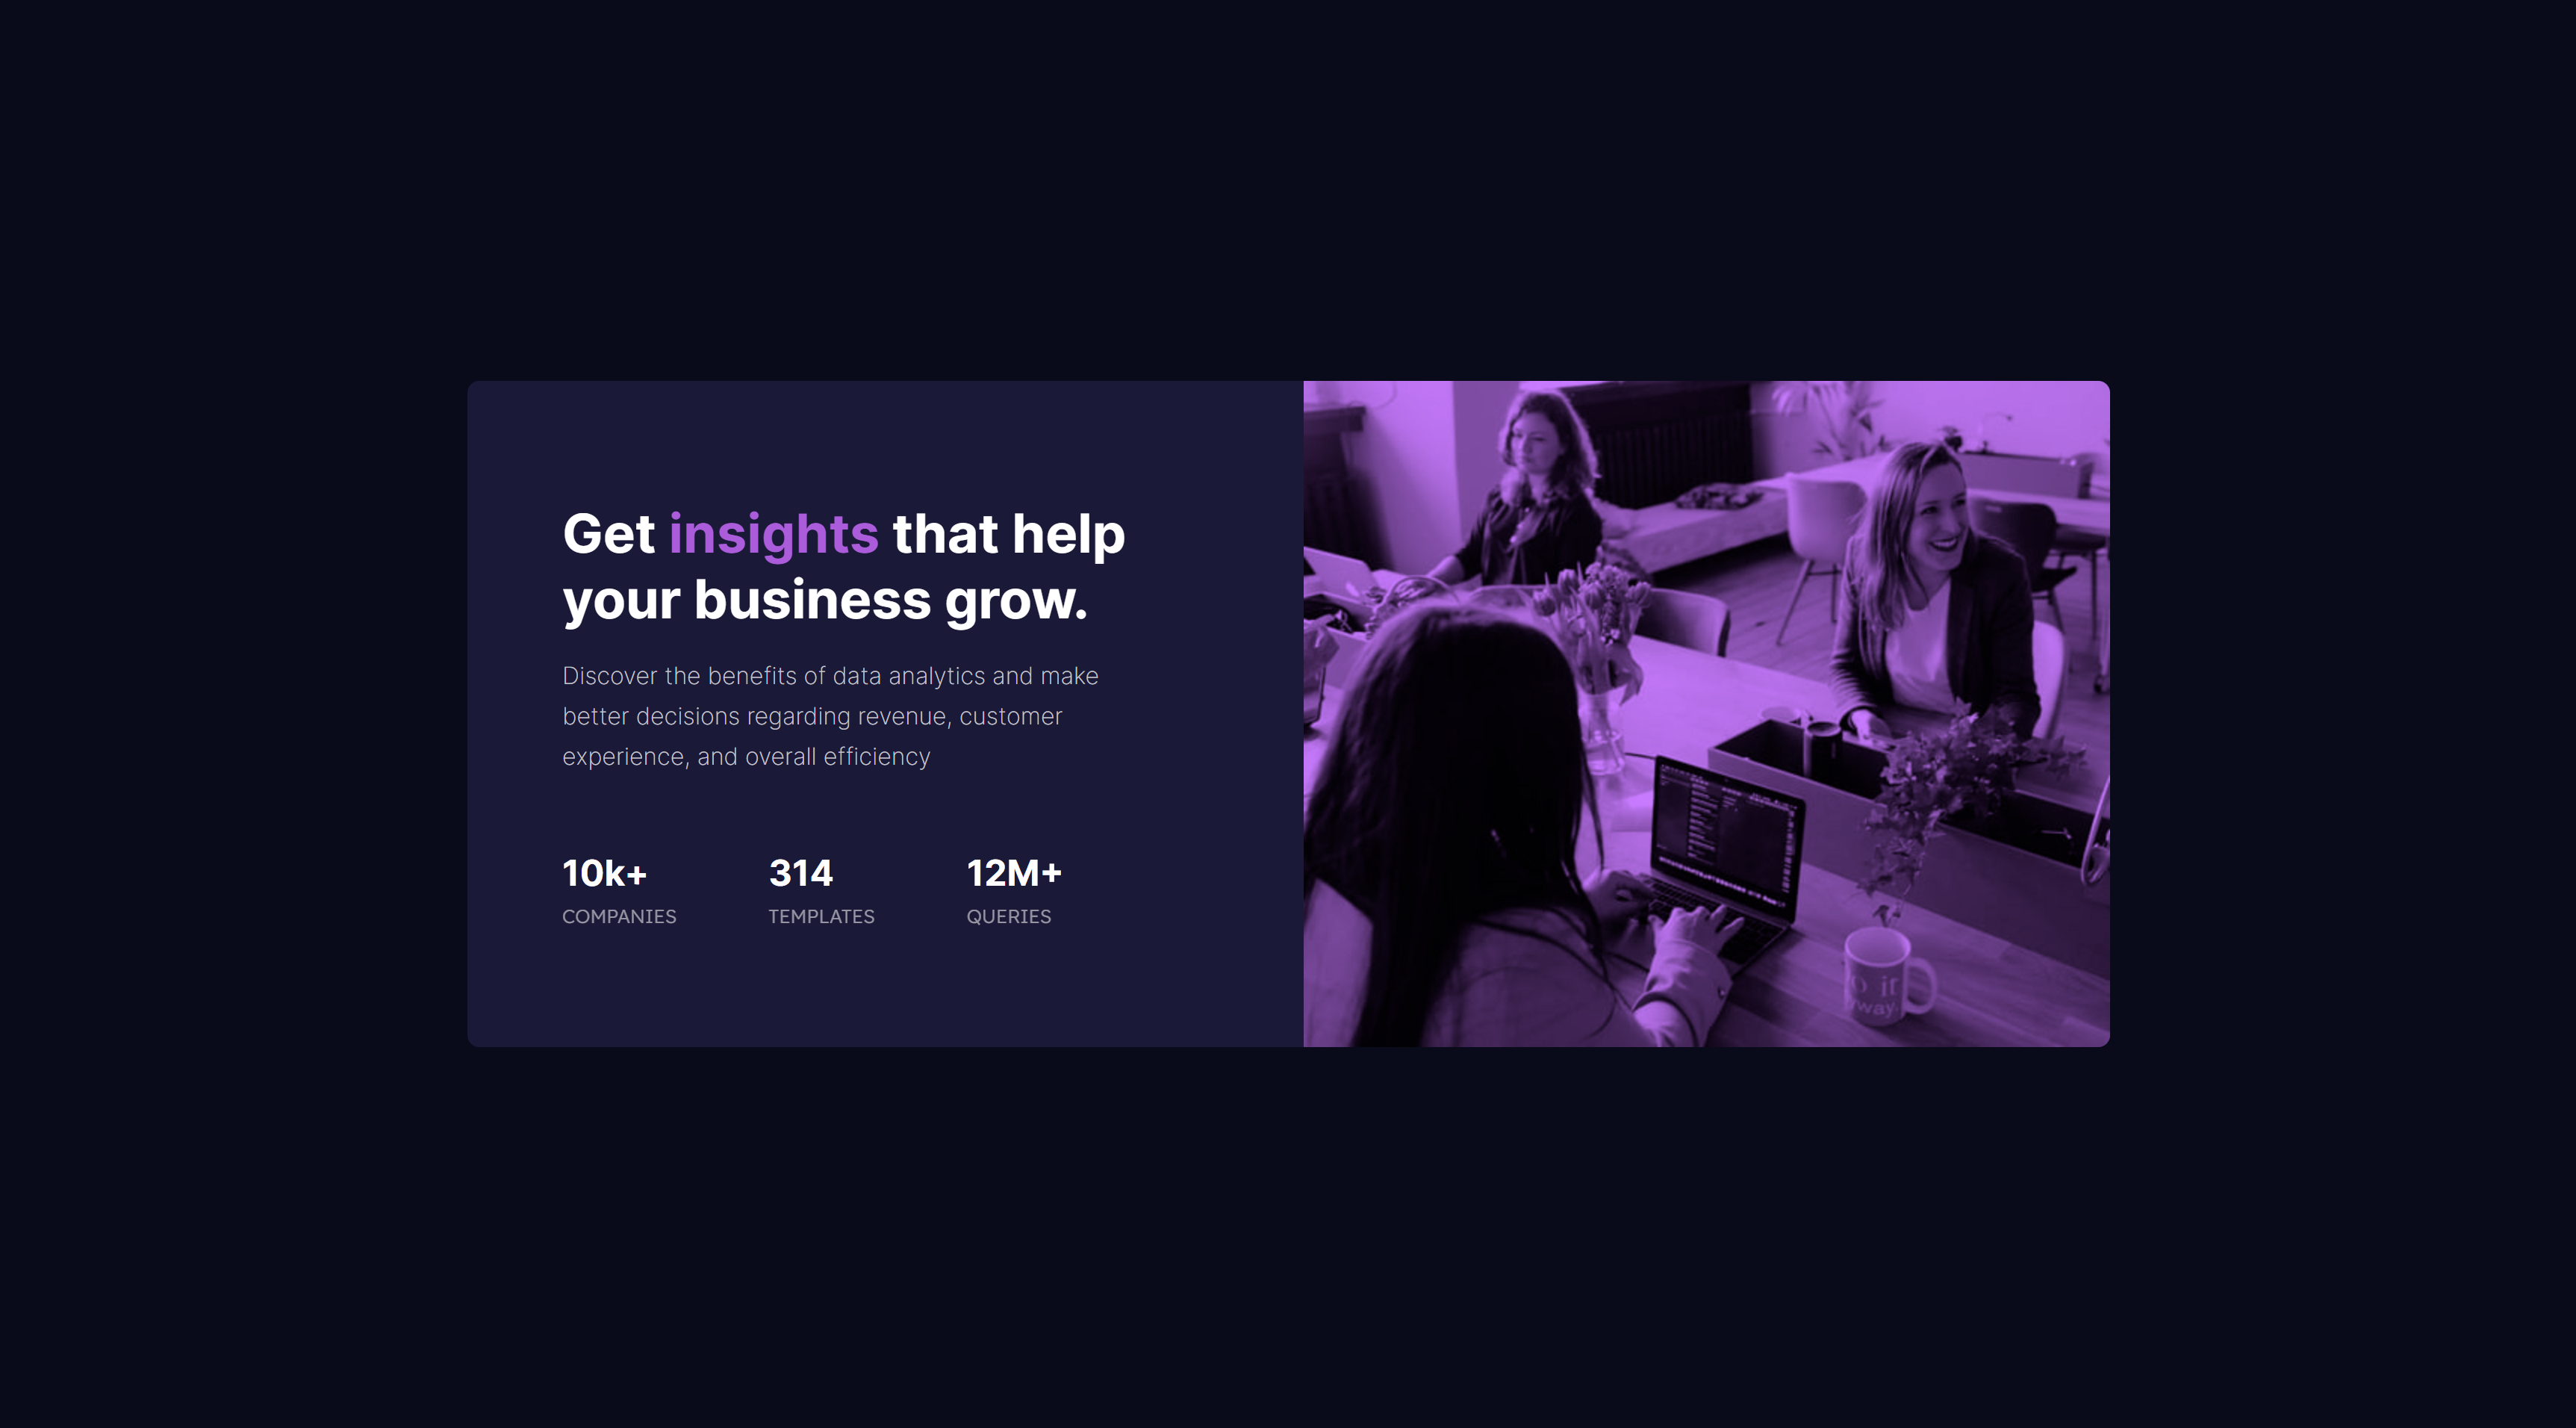 Get insights that help
your business grow.
Discover the benefits of data analytics and make
better decisions regarding revenue, customer
experience, and overall efficiency
10k+ 314 12M+
COMPANIES TEMPLATES QUERIES